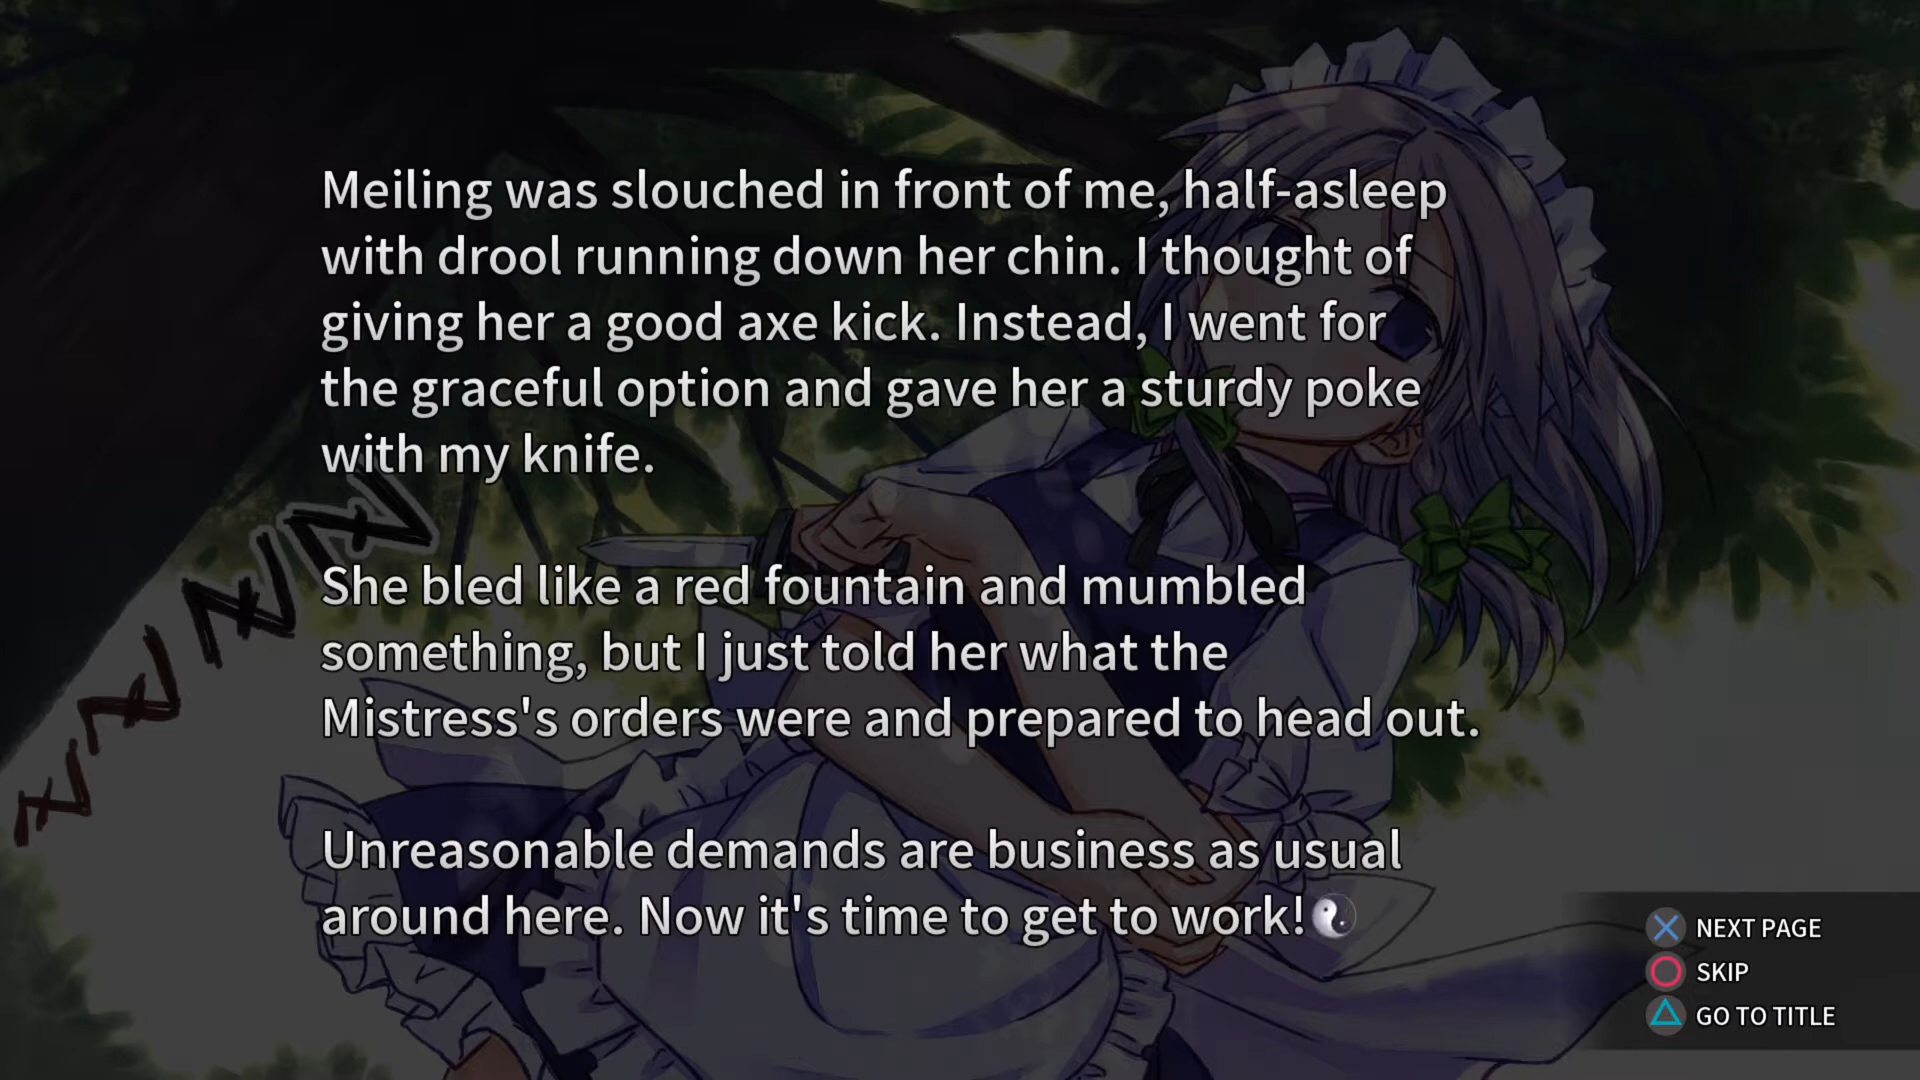 Meiling was slouched in front of me, half-asleep
with drool running down her chin. I thought of
giving her a good axe kick. Instead, I went for
the graceful option and gave her a sturdy poke
with my knife.
She bled like a red fountain and mumbled
something, but I just told her what the
Mistress's orders were and prepared to head out.
Unreasonable demands are business as usual
around here. Now it's time to get to work!
NEXT PAGE
SKIP
GO TO TITLE